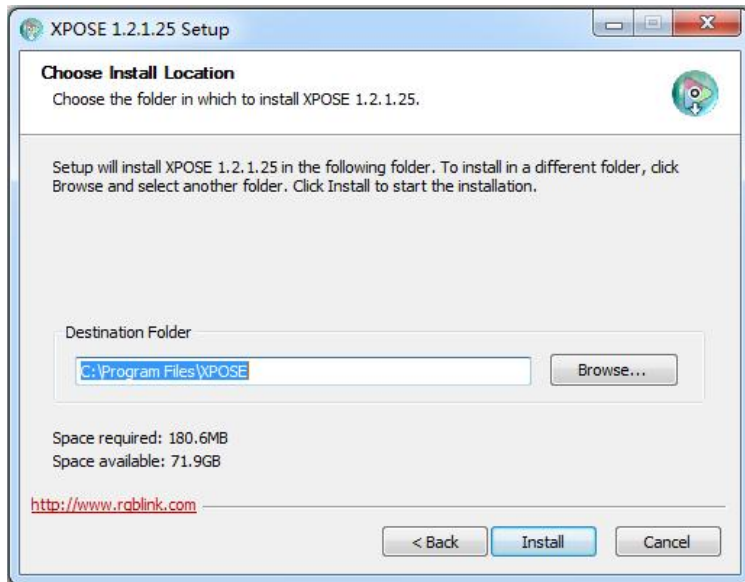 XPOSE 1.2.1.25 Setup
Choose Install Location
Choose the folder in which to install XPOSE 1.2.1.25.
Setup will install XPOSE 1.2.1.25 in the following folder. To install in a different folder, click
Browse and select another folder. Click Install to start the installation.
Destination Folder
C:\Program Files\XPOSE
Browse...
Space required: 180.6MB
Space available: 71.9GB
http://www.rgblink.com
< Back
Install
Cancel